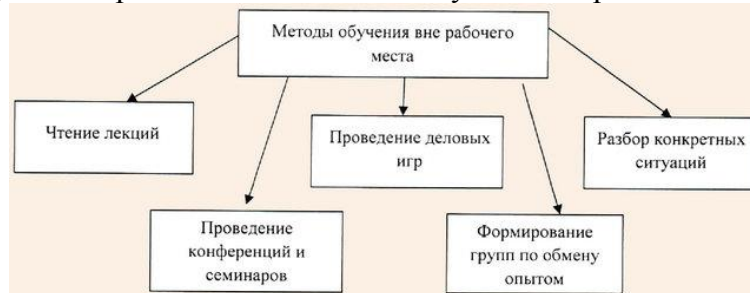 Методы обучения вне рабочего
места
Чтение лекций
Проведение деловых
игр
Разбор конкретных
ситуаций
Проведение
конференций и
семинаров
Формирование
групп по обмену
опытом